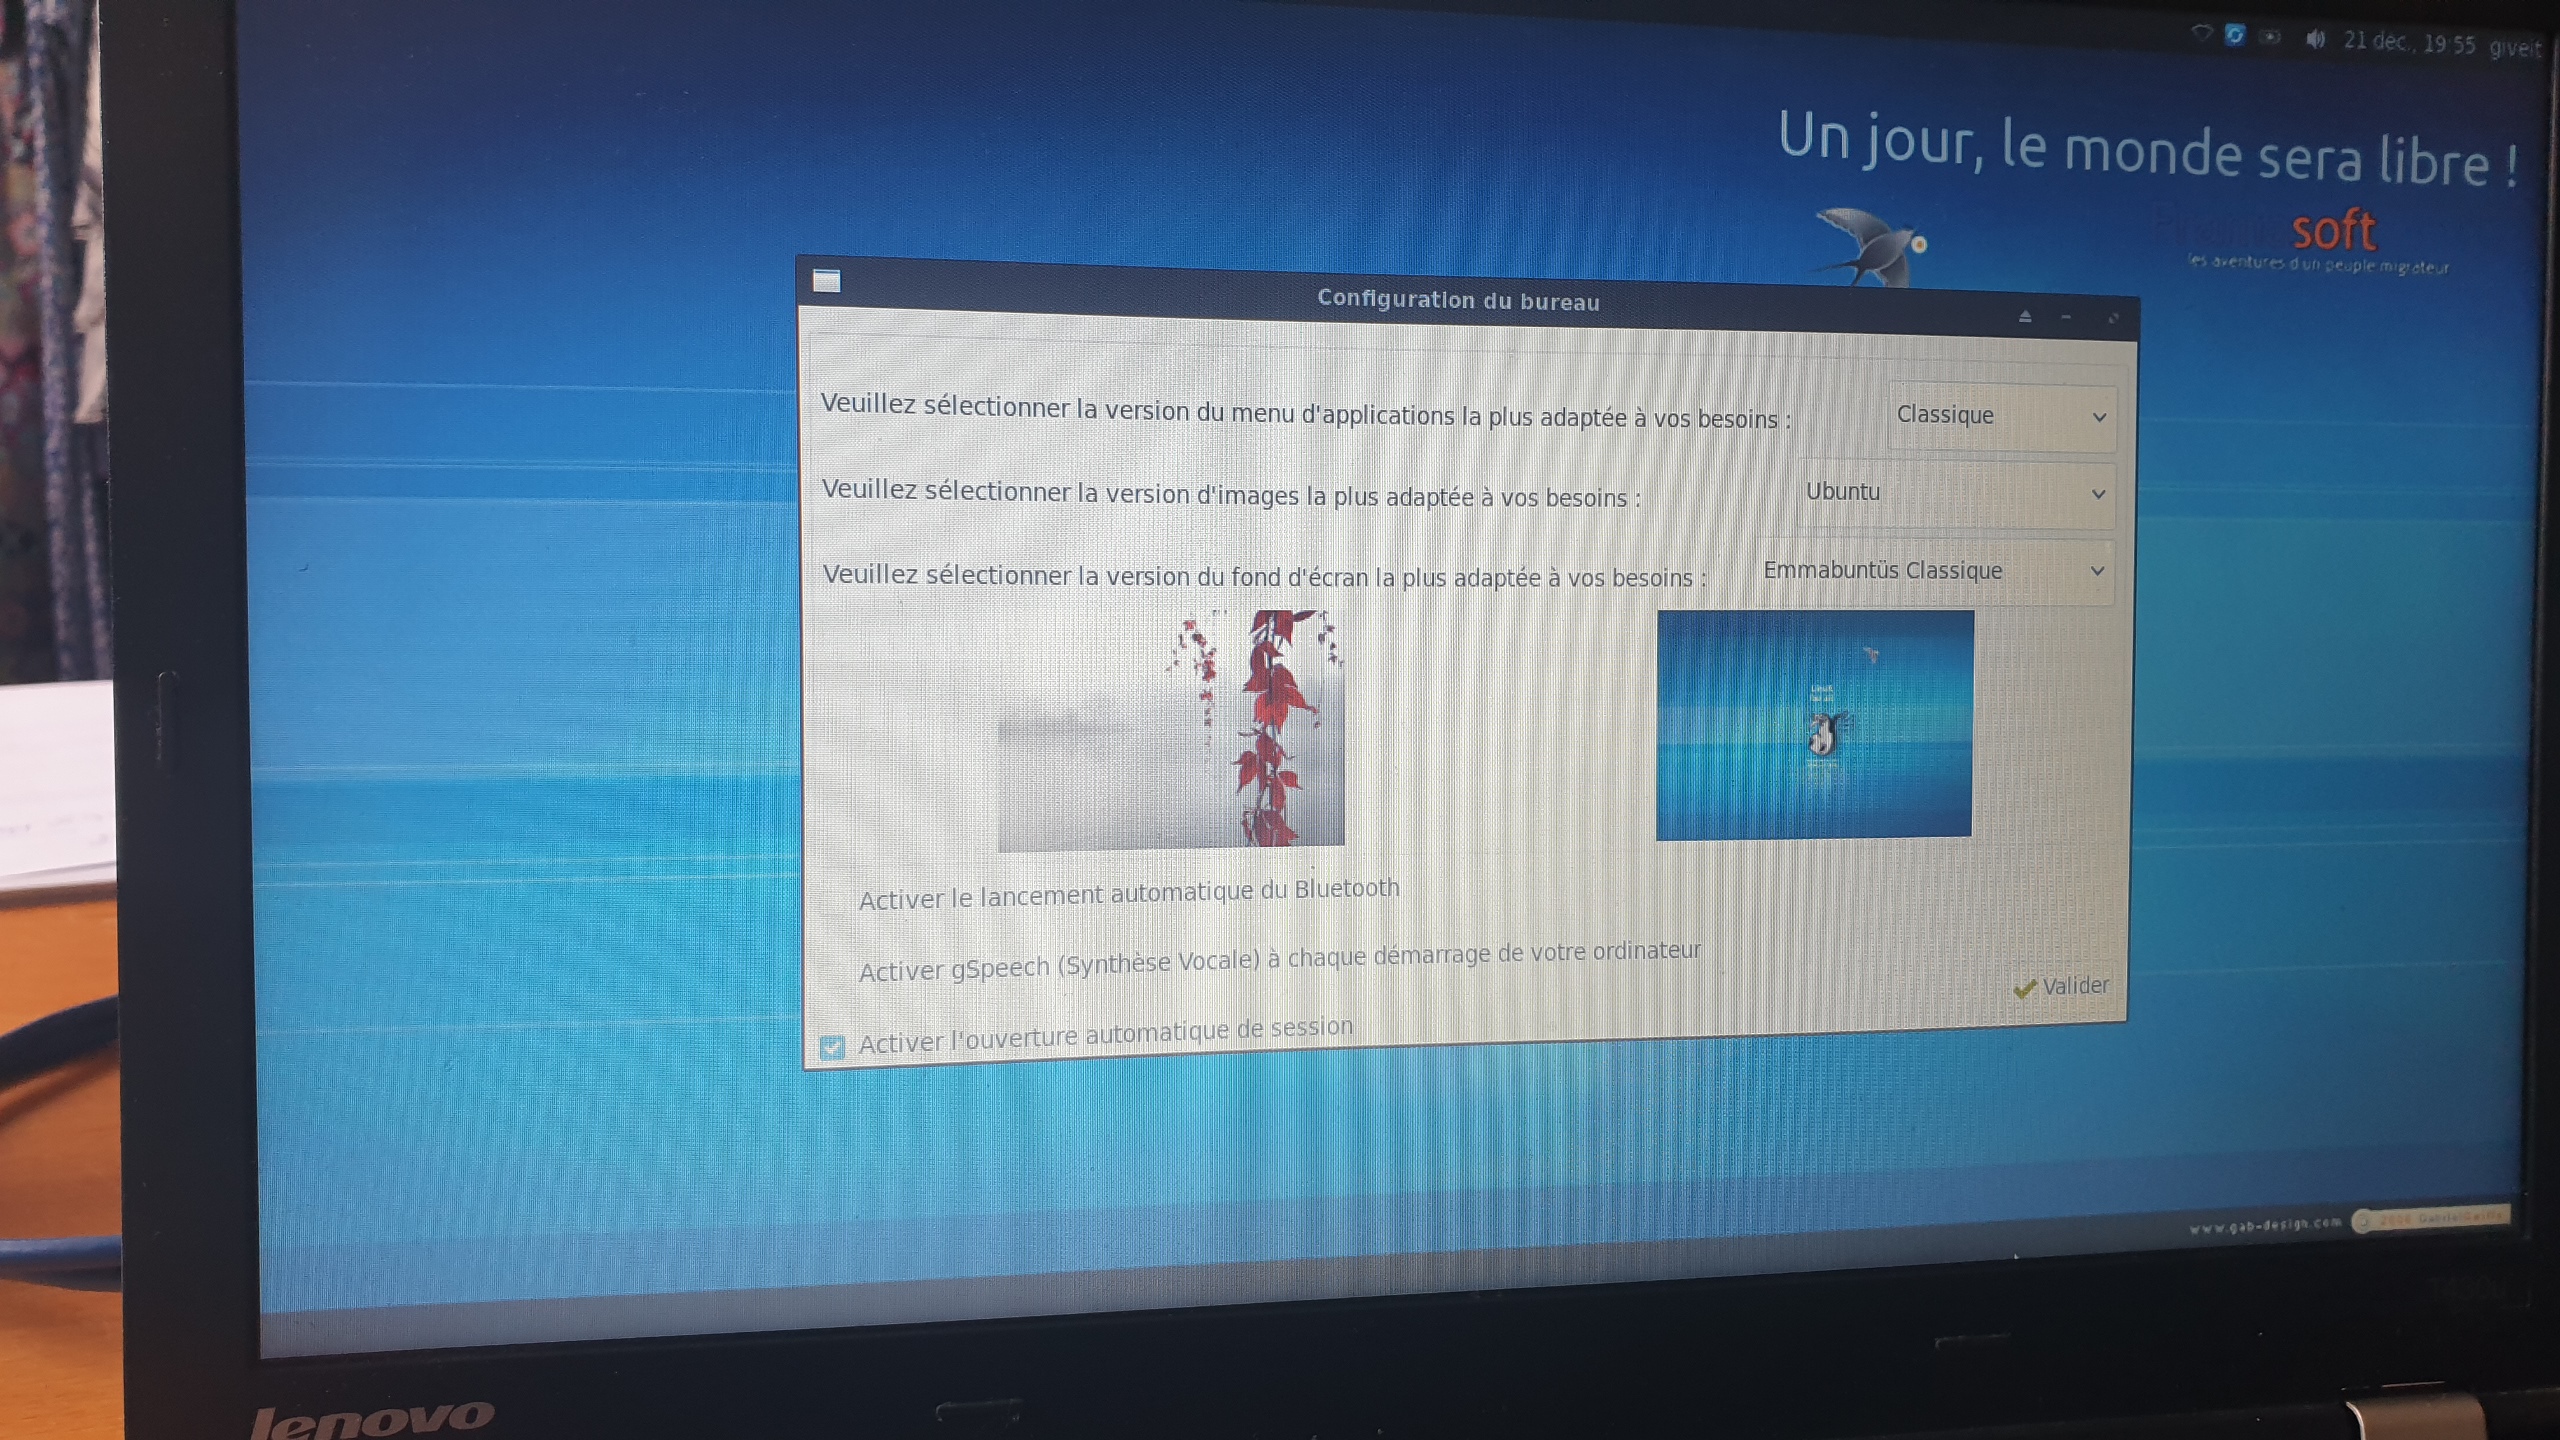 21 déc., 19:55 giveit
Un jour, le monde sera libre !
soft
les aventures d'un peuple migrateur
Configuration du bureau
Veuillez sélectionner la version du menu d'applications la plus adaptée à vos besoins : Classique
Veuillez sélectionner la version d'images la plus adaptée à vos besoins : Ubuntu
Veuillez sélectionner la version du fond d'écran la plus adaptée à vos besoins : Emmabuntüs Classique
Activer le lancement automatique du Bluetooth
Activer gSpeech (Synthèse Vocale) à chaque démarrage de votre ordinateur
Valider
Activer l'ouverture automatique de session
www.gab-design.com
lenovo